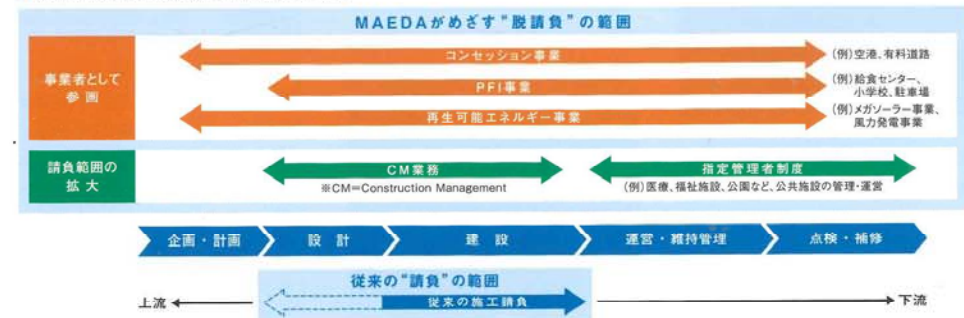 MAEDAがめざす“脱請負”の範囲
事業者として
参画
コンセッション事業
(例)空港、有料道路
PFI事業
(例)給食センター、
小学校、駐車場
再生可能エネルギー事業
(例)メガソーラー事業、
風力発電事業
請負範囲の
拡大
CM業務
※CM=Construction Management
指定管理者制度
(例)医療、福祉施設、公園など、公共施設の管理・運営
企画・計画
設計
建設
運営・維持管理
点検・補修
従来の“請負”の範囲
上流
従来の施工請負
下流